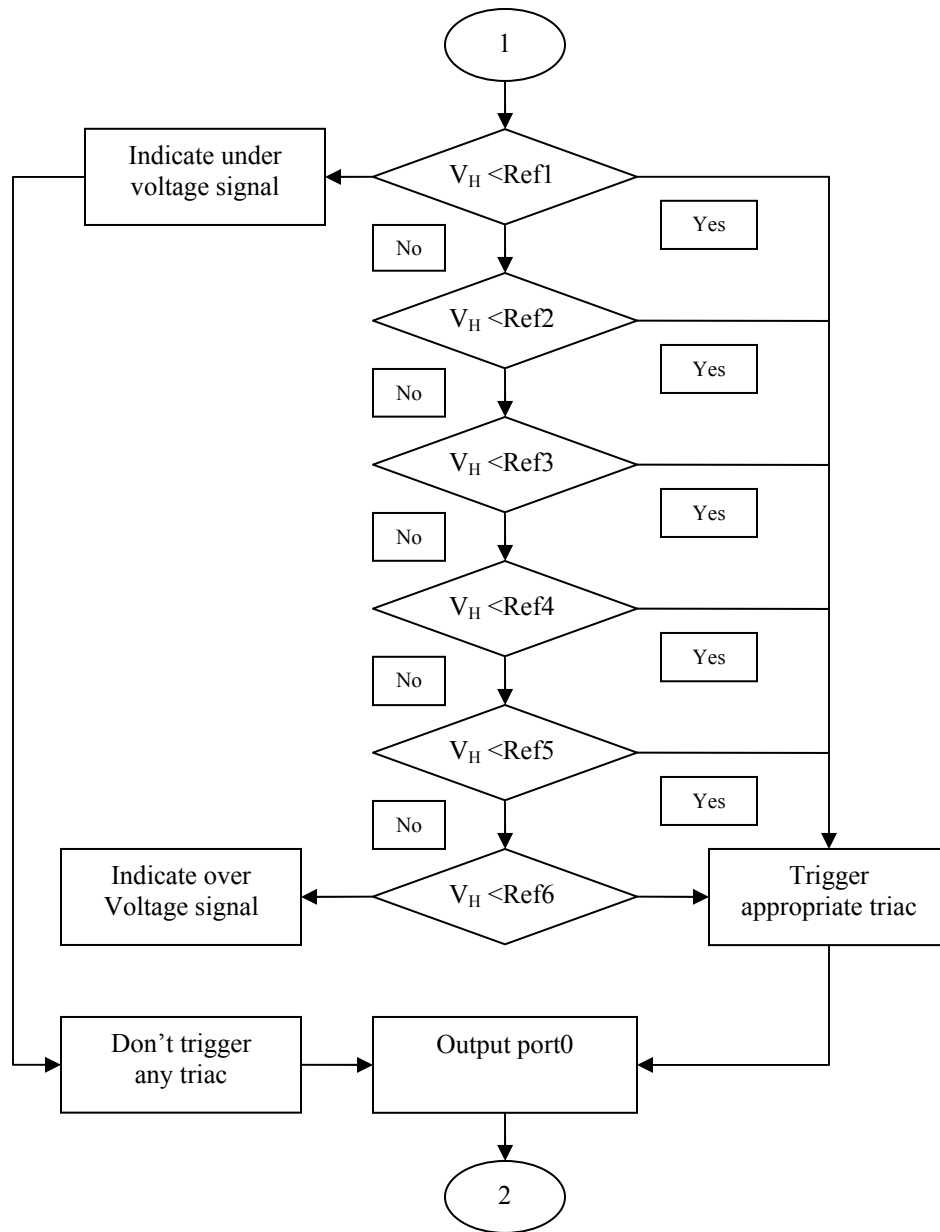 1
Indicate under
voltage signal
V_H <Ref1
No
Yes
V_H <Ref2
No
Yes
V_H <Ref3
No
Yes
V_H <Ref4
No
Yes
V_H <Ref5
No
Yes
Indicate over
Voltage signal
V_H <Ref6
Trigger
appropriate triac
Don’t trigger
any triac
Output port0
2